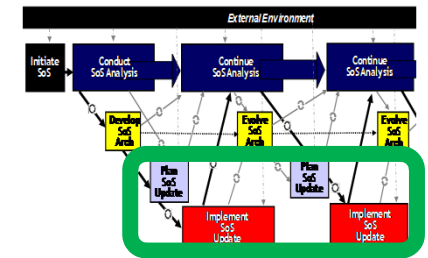 External Environment
Initiate
SoS
Conduct
SoS Analysis
Continue
SoS Analysis
Continue
SoS Analysis
Develop
SoS
Arch
Evolve
SoS
Arch
Evolve
SoS
Arch
Plan
SoS
Update
Plan
SoS
Update
Implement
SoS
Update
Implement
SoS
Update